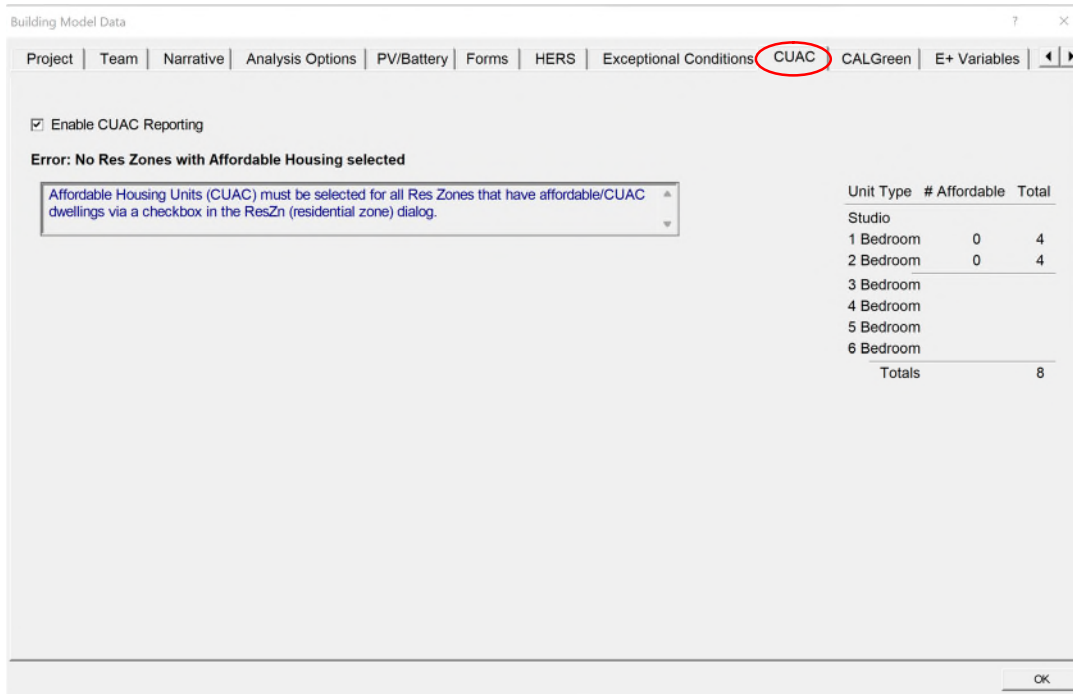 Building Model Data ? ×
Project Team Narrative Analysis Options PV/Battery Forms HERS Exceptional Conditions CUAC CALGreen E+ Variables
Enable CUAC Reporting
Error: No Res Zones with Affordable Housing selected
Affordable Housing Units (CUAC) must be selected for all Res Zones that have affordable/CUAC
dwellings via a checkbox in the ResZn (residential zone) dialog.
Unit Type # Affordable Total
Studio
1 Bedroom 0 4
2 Bedroom 0 4
3 Bedroom
4 Bedroom
5 Bedroom
6 Bedroom
Totals 8
OK